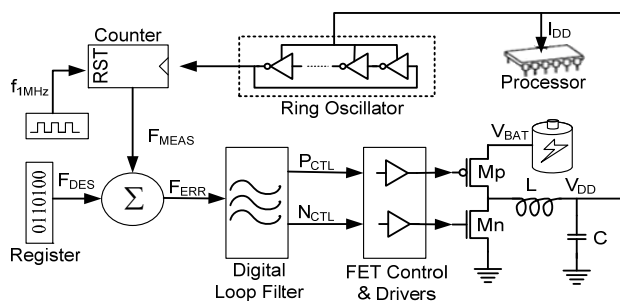 Counter
RST
f1MHz
FMEAS
Ring Oscillator
IDD
Processor
VBAT
Register
0110100
FDES
Σ
FERR
Digital
Loop Filter
PCTL
NCTL
FET Control
& Drivers
Mp
Mn
L
VDD
C